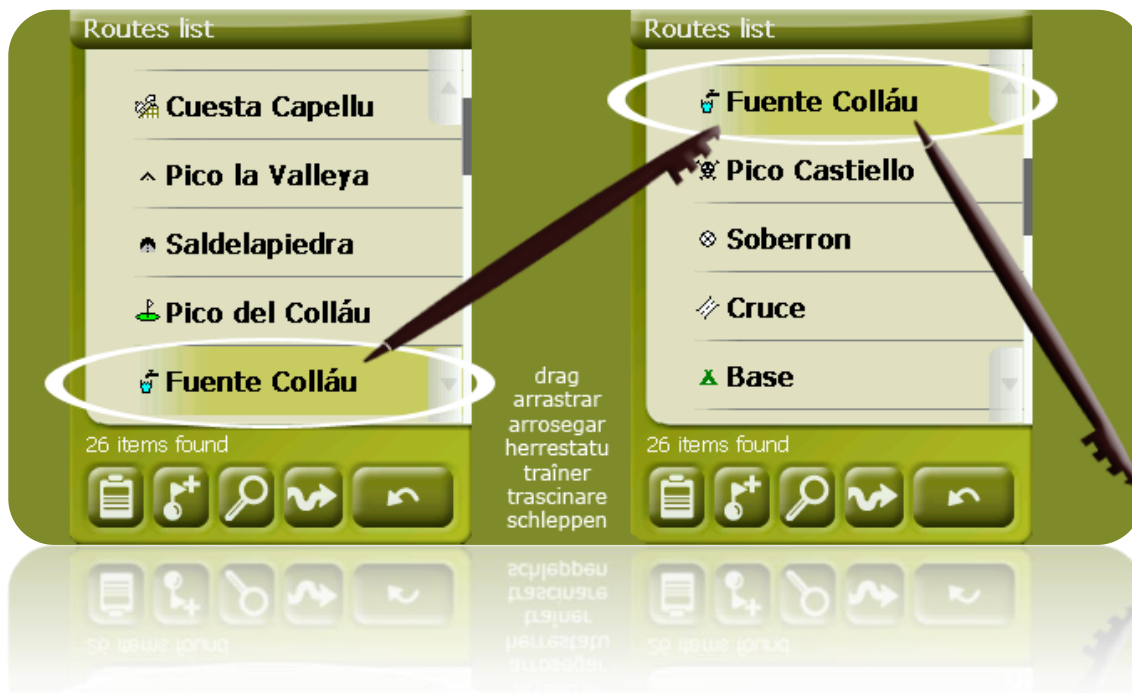 Routes list
Cuesta Capellu
Pico la Valleya
Saldelapiedra
Pico del Colláu
Fuente Colláu
26 items found
drag
arrastrar
arrosegar
herrestatu
traîner
trascinare
schleppen
Routes list
Fuente Colláu
Pico Castiello
Soberron
Cruce
Base
26 items found